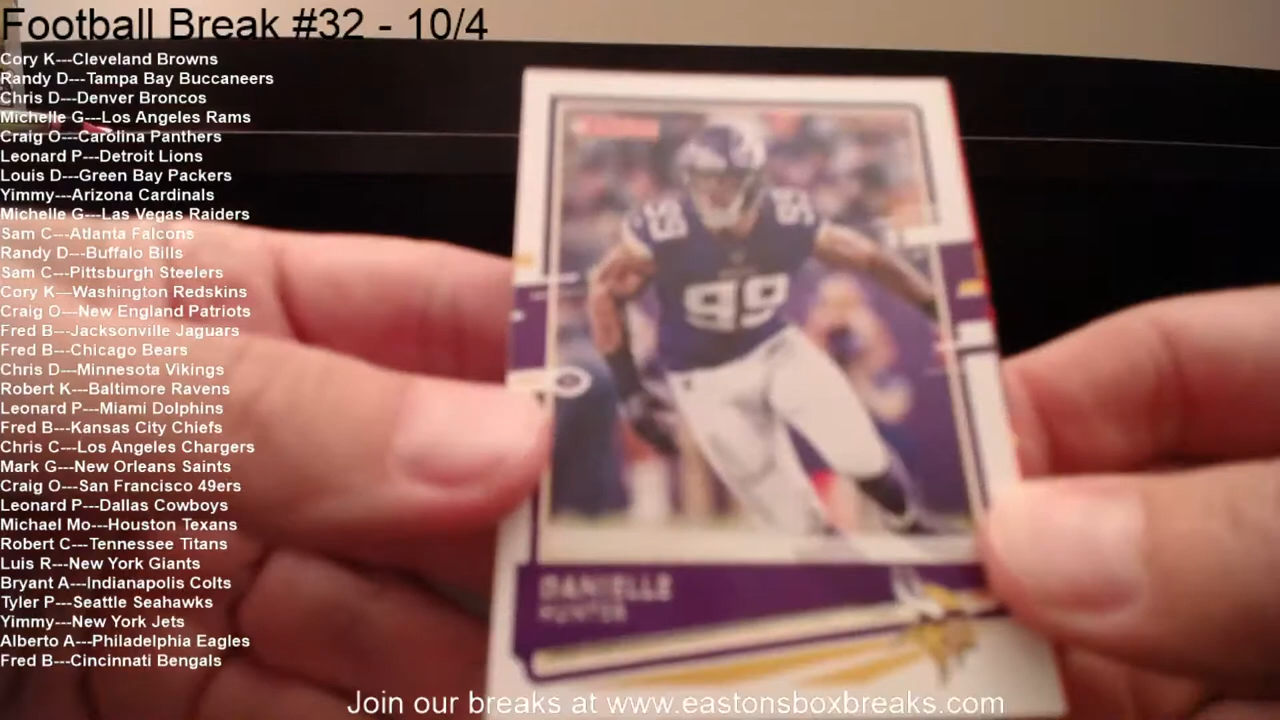 Football Break #32 - 10/4
Cory K---Cleveland Browns
Randy D---Tampa Bay Buccaneers
Chris D---Denver Broncos
Michelle G---Los Angeles Rams
Craig O---Carolina Panthers
Leonard P---Detroit Lions
Louis D---Green Bay Packers
Yimmy---Arizona Cardinals
Michelle G---Las Vegas Raiders
Sam C---Atlanta Falcons
Randy D---Buffalo Bills
Sam C---Pittsburgh Steelers
Cory K---Washington Redskins
Craig O---New England Patriots
Fred B---Jacksonville Jaguars
Fred B---Chicago Bears
Chris D---Minnesota Vikings
Robert K---Baltimore Ravens
Leonard P---Miami Dolphins
Fred B---Kansas City Chiefs
Chris C---Los Angeles Chargers
Mark G---New Orleans Saints
Craig O---San Francisco 49ers
Leonard P---Dallas Cowboys
Michael Mo---Houston Texans
Robert C---Tennessee Titans
Luis R---New York Giants
Bryant A---Indianapolis Colts
Tyler P---Seattle Seahawks
Yimmy---New York Jets
Alberto A---Philadelphia Eagles
Fred B---Cincinnati Bengals
99
99
99
DANIELLE
HUNTER
Join our breaks at www.eastonsboxbreaks.com